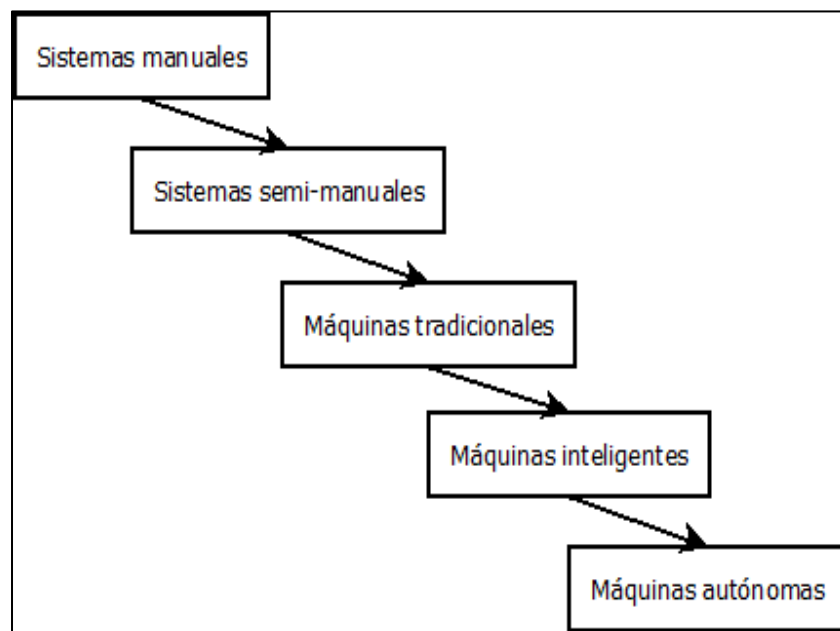 Sistemas manuales
Sistemas semi-manuales
Máquinas tradicionales
Máquinas inteligentes
Máquinas autónomas